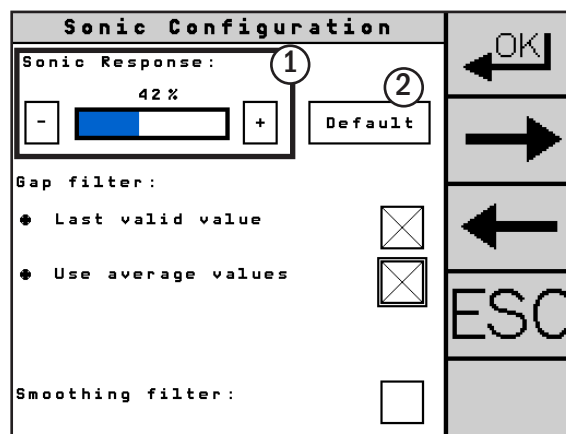 Sonic Configuration
OK
Sonic Response:
1
42%
2
-
+
Default
Gap filter:
Last valid value
Use average values
ESC
Smoothing filter: